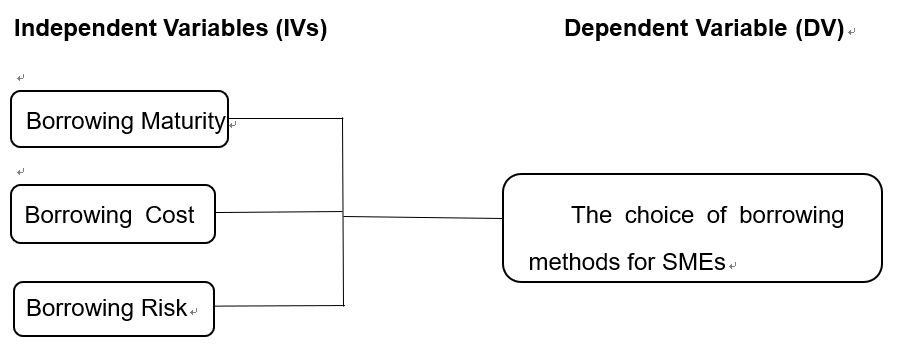 Independent Variables (IVs)
Dependent Variable (DV)
Borrowing Maturity
Borrowing Cost
The choice of borrowing
methods for SMEs
Borrowing Risk